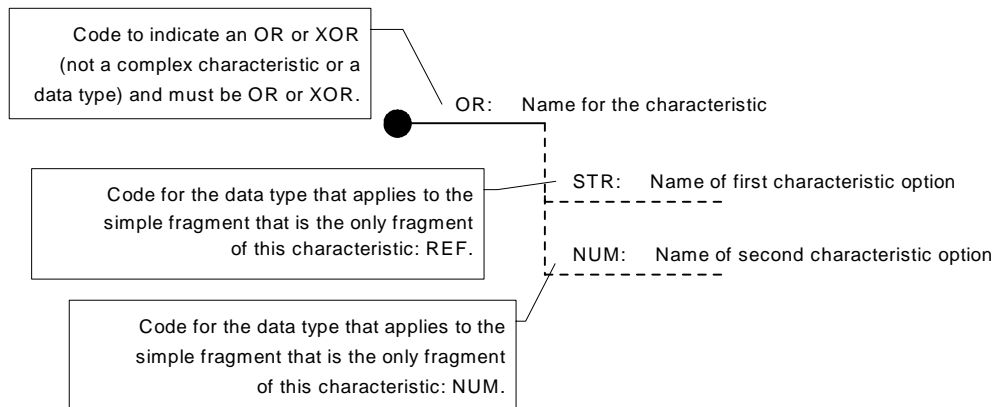 Code to indicate an OR or XOR
(not a complex characteristic or a
data type) and must be OR or XOR.
OR: Name for the characteristic
STR: Name of first characteristic option
Code for the data type that applies to the
simple fragment that is the only fragment
of this characteristic: REF.
NUM: Name of second characteristic option
Code for the data type that applies to the
simple fragment that is the only fragment
of this characteristic: NUM.